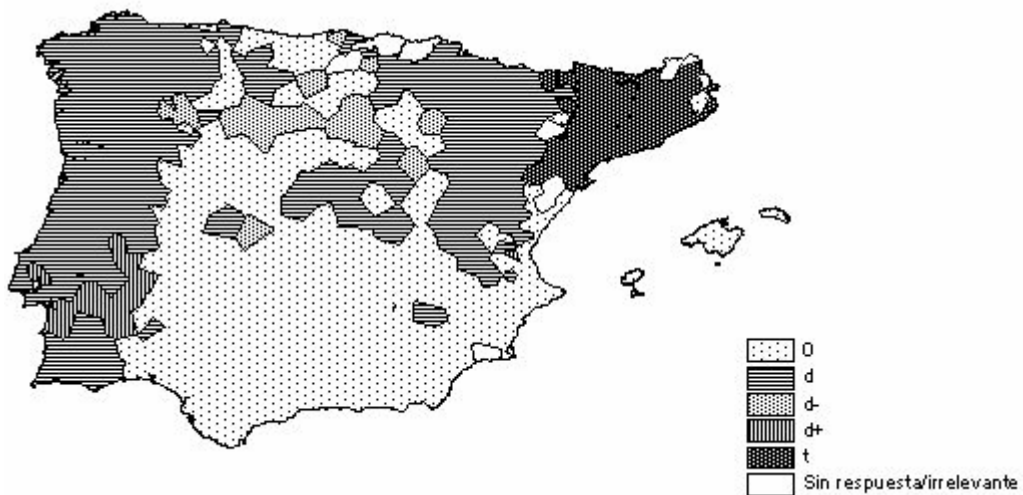 0
d
d-
d+
t
Sin respuesta/irrelevante